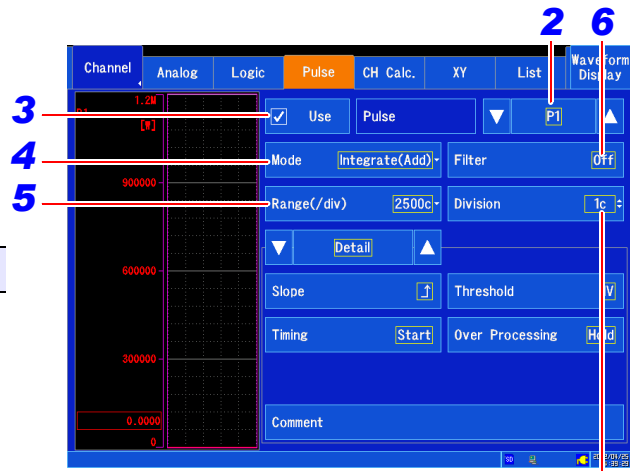 2 6
Channel Analog Logic Pulse CH Calc. XY List Waveform Display
3 Use Pulse P1
1.2M
[W]
4 Mode Integrate(Add) Filter Off
900000
5 Range(/div) 2500c Division 1c
Detail
600000
Slope Threshold V
Timing Start Over Processing Hold
300000
0.0000
Comment
0
SD